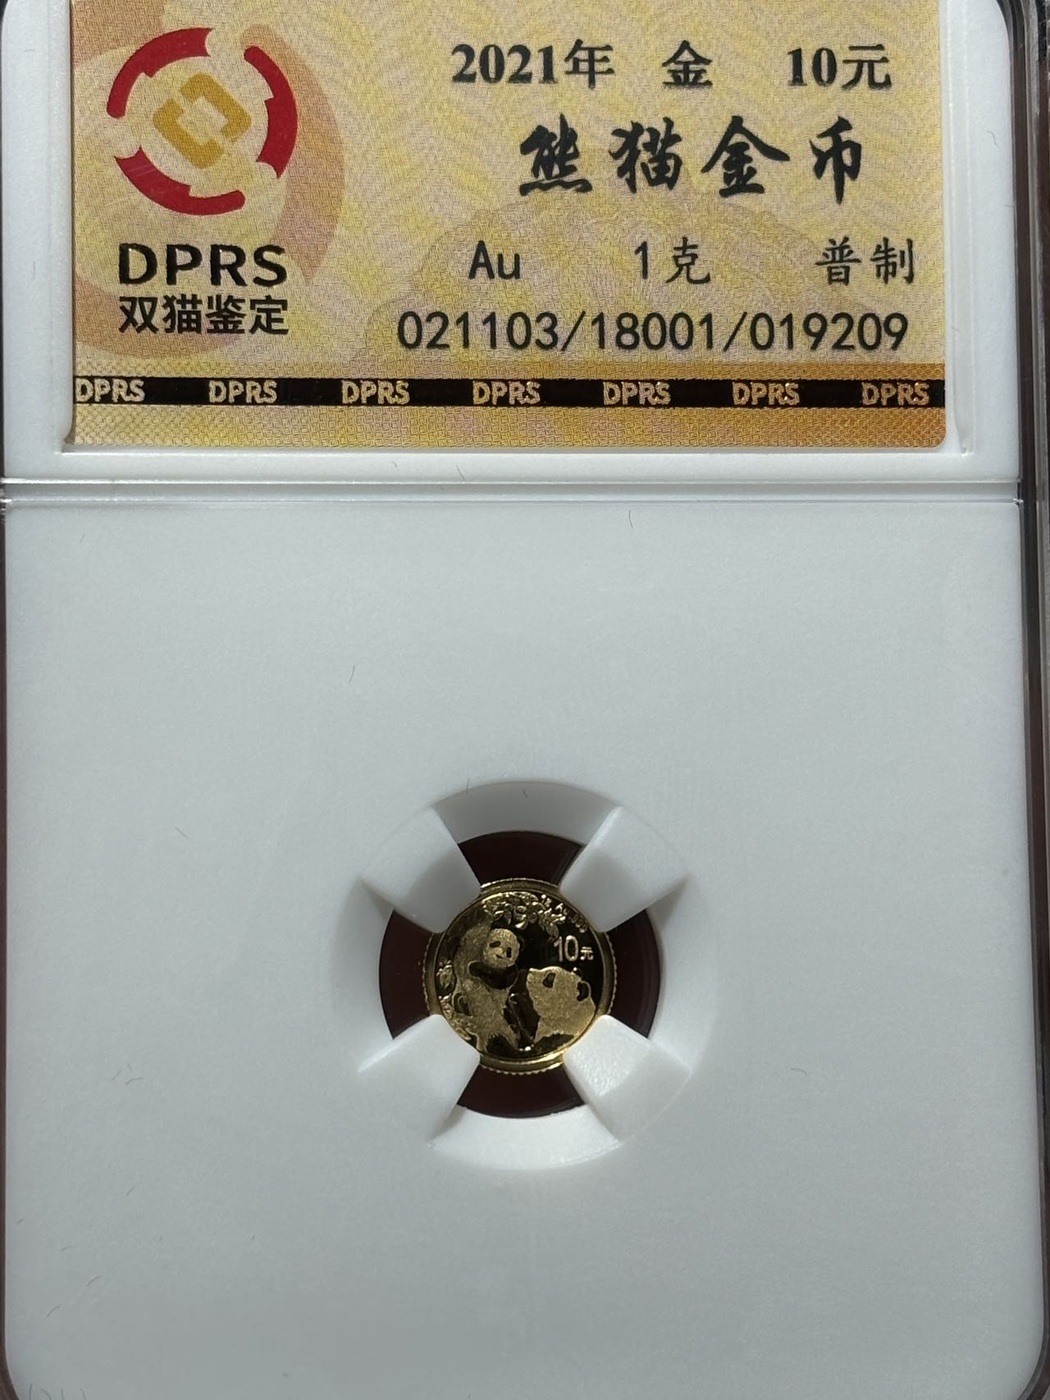 2021年 金 10元
熊猫金币
DPRS
双猫鉴定
Au 1克 普制
021103/18001/019209
DPRS DPRS DPRS DPRS DPRS DPRS DPRS
10元